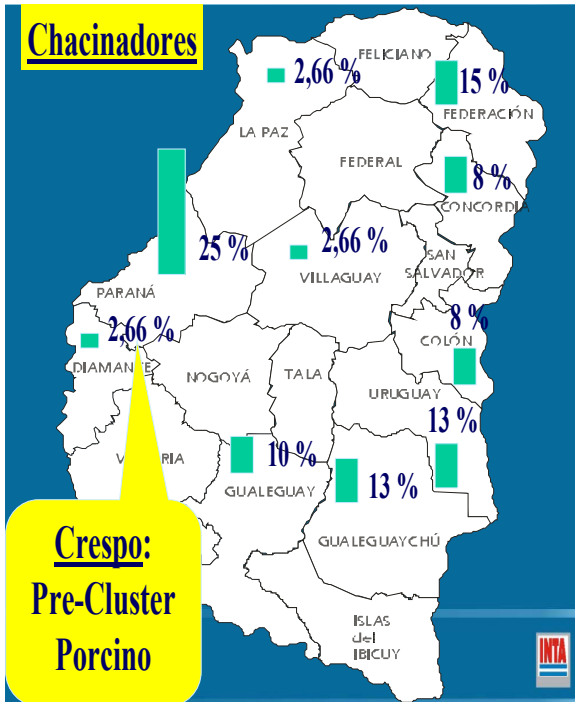 Chacinadores
FELICIANO
2,66 %
15 %
FEDERACIÓN
LA PAZ
FEDERAL
8 %
CONCORDIA
25 %
2,66 %
VILLAGUAY
SAN
SALVADOR
PARANÁ
8 %
COLÓN
2,66 %
DIAMANTE
NOGOYÁ
TALA
URUGUAY
13 %
10 %
13 %
GUALEGUAY
GUALEGUAYCHÚ
Crespo:
Pre-Cluster
Porcino
ISLAS
del
IBICUY
INTA